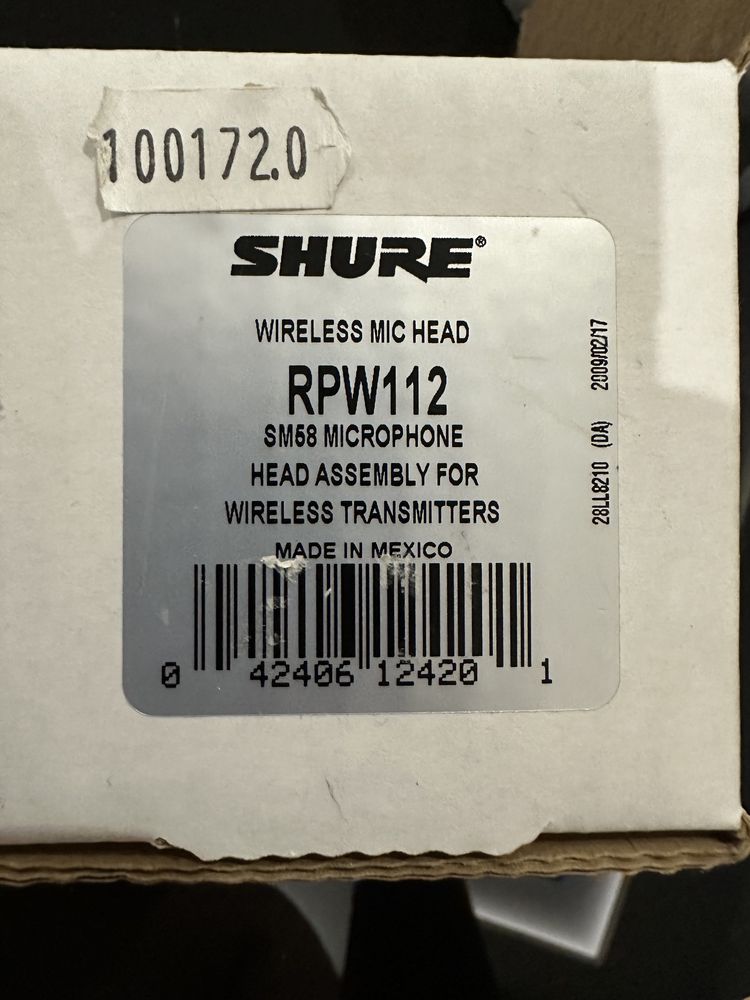 100172.0
SHURE®
WIRELESS MIC HEAD
RPW112
SM58 MICROPHONE
HEAD ASSEMBLY FOR
WIRELESS TRANSMITTERS
MADE IN MEXICO
0 42406 12420 1
28LL8210 (DA) 2009/02/17